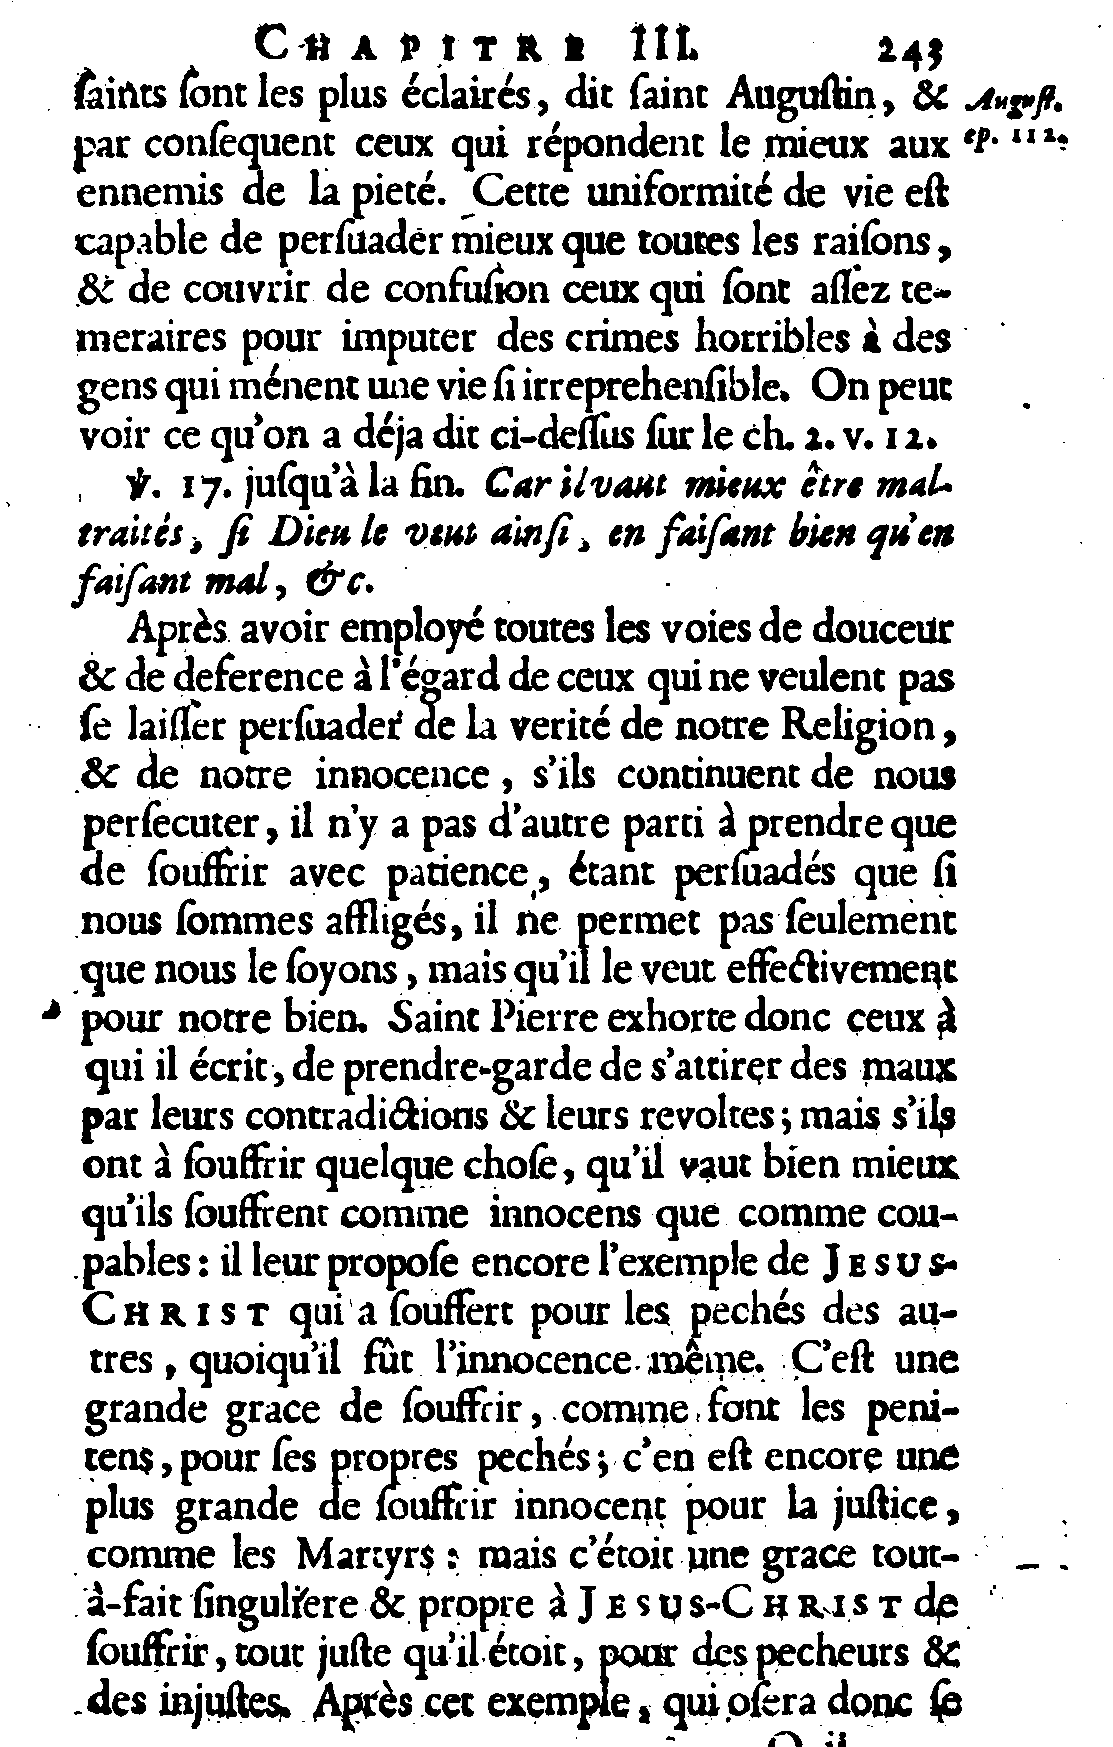 CHAPITRE III. 243
ſaints ſont les plus éclairés, dit ſaint Auguſtin, &
Auguſt.
par conſequent ceux qui répondent le mieux aux
ep. 112.
ennemis de la pieté. Cette uniformité de vie eſt
capable de perſuader mieux que toutes les raiſons,
& de couvrir de confuſion ceux qui ſont aſſez te-
meraires pour imputer des crimes horribles à des
gens qui ménent une vie ſi irreprehenſible. On peut
voir ce qu'on a déja dit ci-deſſus ſur le ch. 2. v. 12.
℣. 17. juſqu'à la fin. Car il vaut mieux être mal-
traités, ſi Dieu le veut ainſi, en faiſant bien qu'en
faiſant mal, &c.
Après avoir employé toutes les voies de douceur
& de deference à l'égard de ceux qui ne veulent pas
ſe laiſſer perſuader de la verité de notre Religion,
& de notre innocence, s'ils continuent de nous
perſecuter, il n'y a pas d'autre parti à prendre que
de ſouffrir avec patience, étant perſuadés que ſi
nous ſommes affligés, il ne permet pas ſeulement
que nous le ſoyons, mais qu'il le veut effectivement
pour notre bien. Saint Pierre exhorte donc ceux à
qui il écrit, de prendre-garde de s'attirer des maux
par leurs contradictions & leurs revoltes; mais s'ils
ont à ſouffrir quelque choſe, qu'il vaut bien mieux
qu'ils ſouffrent comme innocens que comme cou-
pables: il leur propoſe encore l'exemple de JESUS-
CHRIST qui a ſouffert pour les pechés des au-
tres, quoiqu'il fût l'innocence même. C'eſt une
grande grace de ſouffrir, comme font les peni-
tens, pour ſes propres pechés; c'en eſt encore une
plus grande de ſouffrir innocent pour la juſtice,
comme les Martyrs: mais c'étoit une grace tout-
à-fait ſinguliere & propre à JESUS-CHRIST de
ſouffrir, tout juſte qu'il étoit, pour des pecheurs &
des injuſtes. Après cet exemple, qui oſera donc ſe